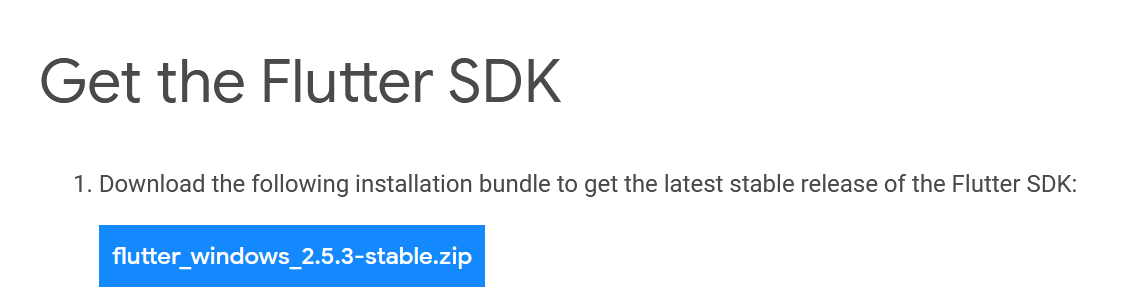 Get the Flutter SDK
1. Download the following installation bundle to get the latest stable release of the Flutter SDK:
flutter_windows_2.5.3-stable.zip